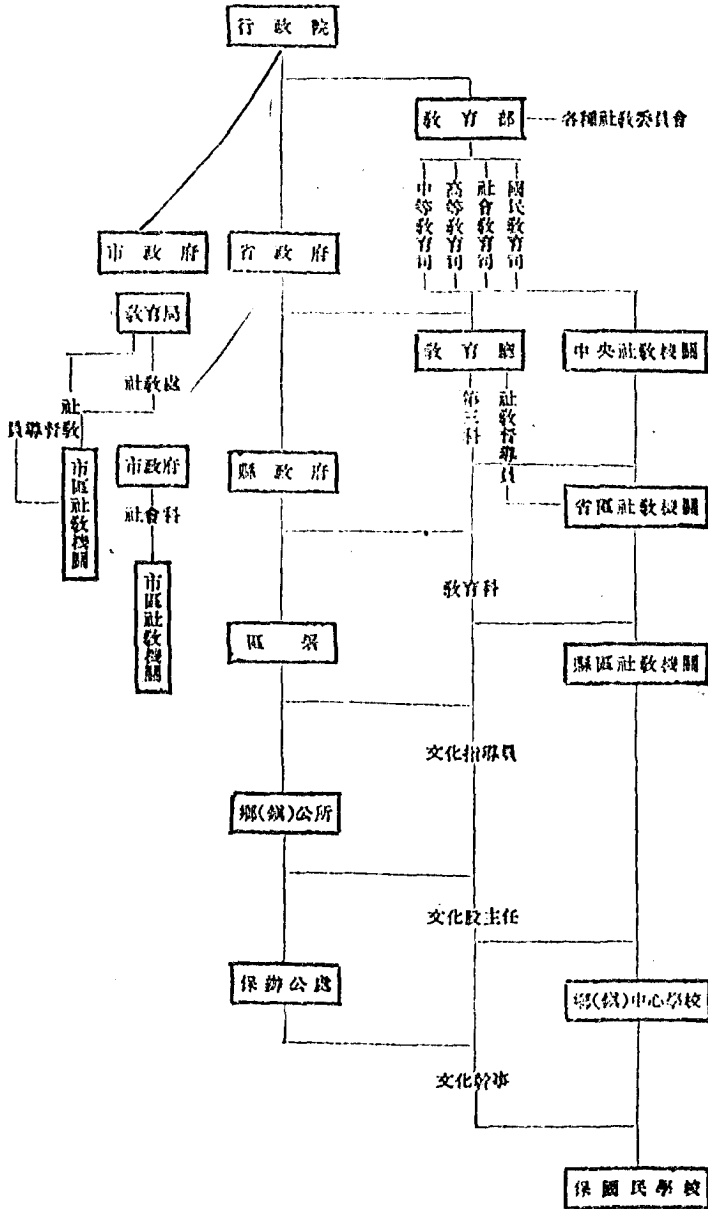 行政院
教育部
各種社教委員會
國民教育司
社會教育司
高等教育司
中等教育司
市政府
省政府
教育局
社教處
社教督導員
教育廳
第三科
社教督導員
中央社教機關
市區社教機關
市政府
社會科
市區社教機關
縣政府
省區社教機關
教育科
區署
縣區社教機關
文化指導員
鄉(鎮)公所
文化股主任
保辦公處
鄉(鎮)中心學校
文化幹事
保國民學校